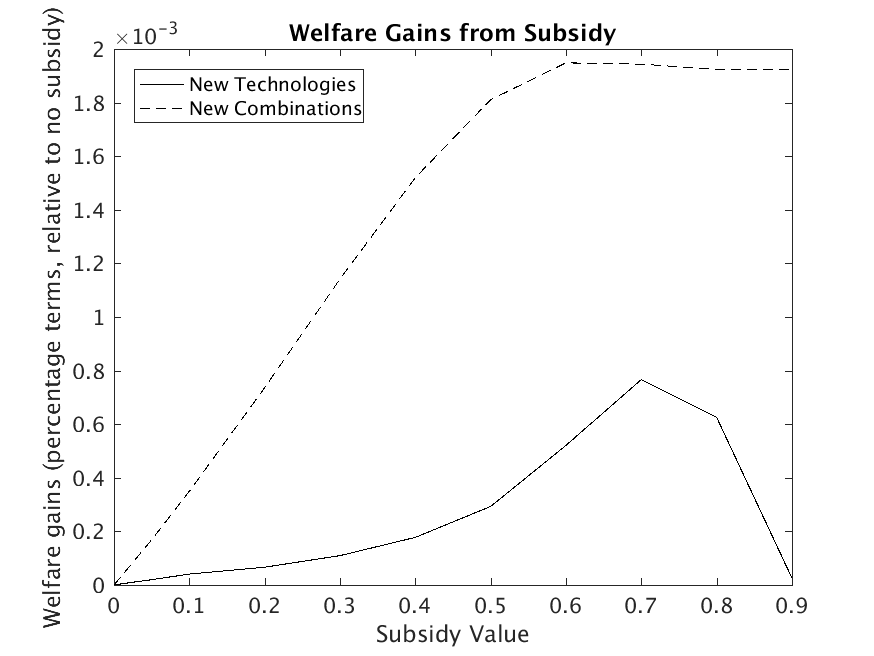 Welfare Gains from Subsidy
×10⁻³
2
1.8
1.6
1.4
1.2
1
0.8
0.6
0.4
0.2
0
New Technologies
New Combinations
Welfare gains (percentage terms, relative to no subsidy)
0 0.1 0.2 0.3 0.4 0.5 0.6 0.7 0.8 0.9
Subsidy Value